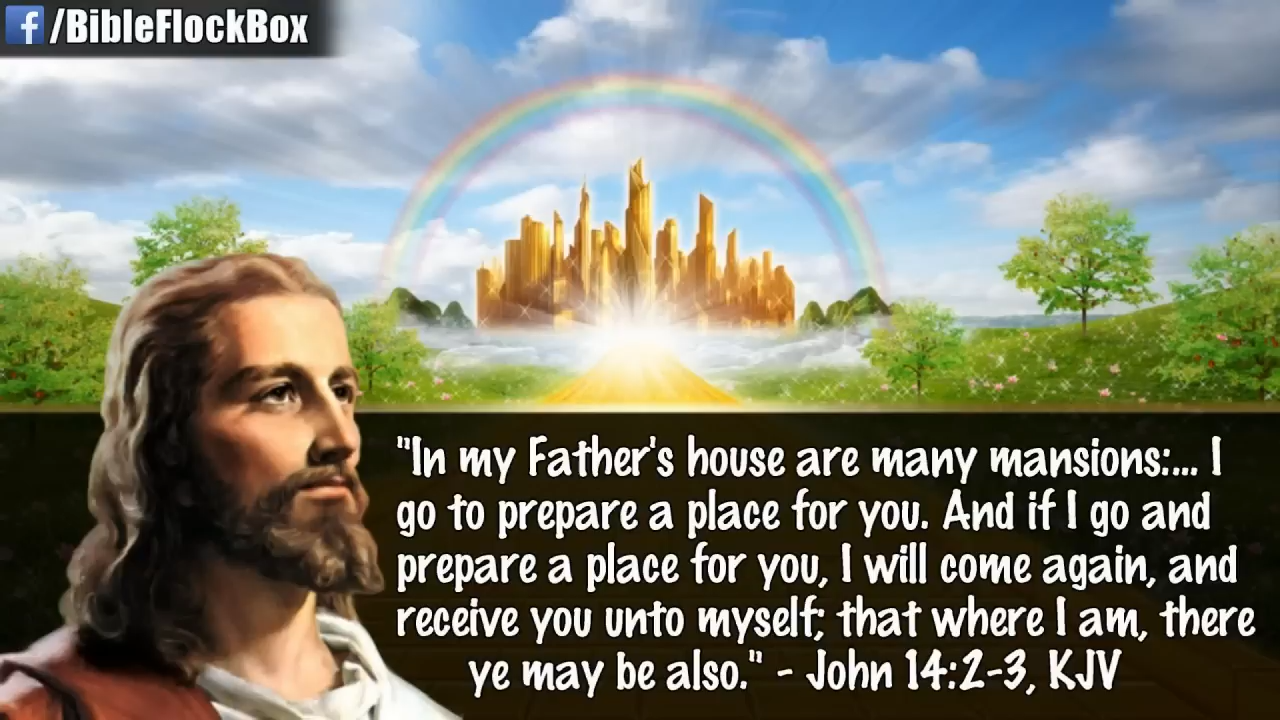 f/BibleFlockBox
"In my Father's house are many mansions:... I
go to prepare a place for you. And if I go and
prepare a place for you, I will come again, and
receive you unto myself; that where I am, there
ye may be also." - John 14:2-3, KJV